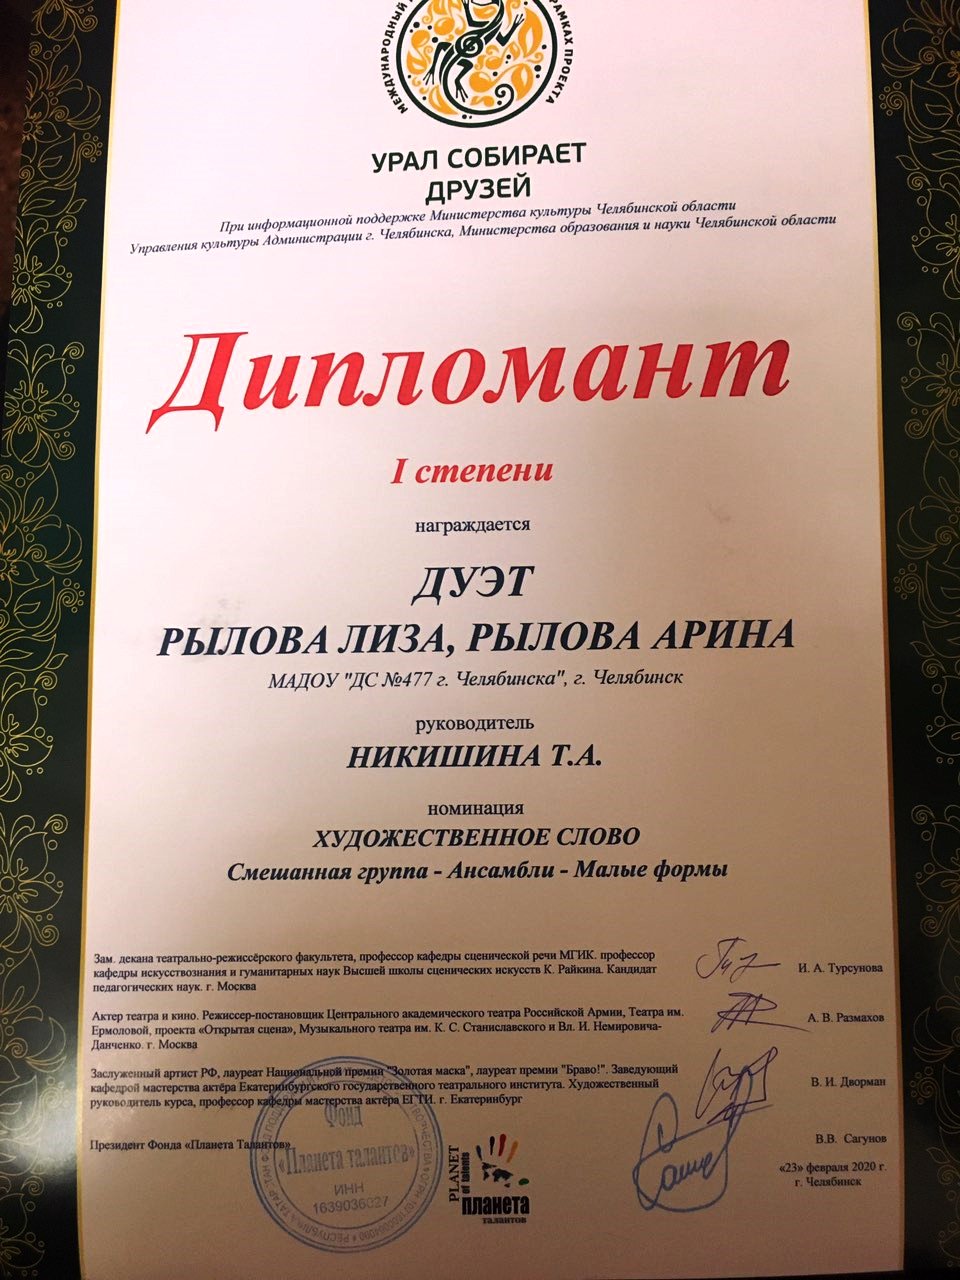 МЕЖДУНАРОДНЫЙ
РАМКАХ ПРОЕКТА
УРАЛ СОБИРАЕТ
ДРУЗЕЙ
При информационной поддержке Министерства культуры Челябинской области
Управления культуры Администрации г. Челябинска, Министерства образования и науки Челябинской области
Дипломант
I степени
награждается
ДУЭТ
РЫЛОВА ЛИЗА, РЫЛОВА АРИНА
МАДОУ "ДС №477 г. Челябинска", г. Челябинск
руководитель
НИКИШИНА Т.А.
номинация
ХУДОЖЕСТВЕННОЕ СЛОВО
Смешанная группа - Ансамбли - Малые формы
Зам. декана театрально-режиссёрского факультета, профессор кафедры сценической речи МГИК. профессор
кафедры искусствознания и гуманитарных наук Высшей школы сценических искусств К. Райкина. Кандидат
педагогических наук. г. Москва
И. А. Турсунова
Актер театра и кино. Режиссер-постановщик Центрального академического театра Российской Армии, Театра им.
Ермоловой, проекта «Открытая сцена», Музыкального театра им. К. С. Станиславского и Вл. И. Немировича-
Данченко. г. Москва
А. В. Размахов
Заслуженный артист РФ, лауреат Национальной премии "Золотая маска", лауреат премии "Браво!". Заведующий
кафедрой мастерства актёра Екатеринбургского государственного театрального института. Художественный
руководитель курса, профессор кафедры мастерства актёра ЕГТИ. г. Екатеринбург
В. И. Дворман
Президент Фонда «Планета Талантов»
В.В. Сагунов
«23» февраля 2020 г.
г. Челябинск
Фонд
«Планета талантов»
ИНН
1639036027
PLANET
of talents
планета
талантов